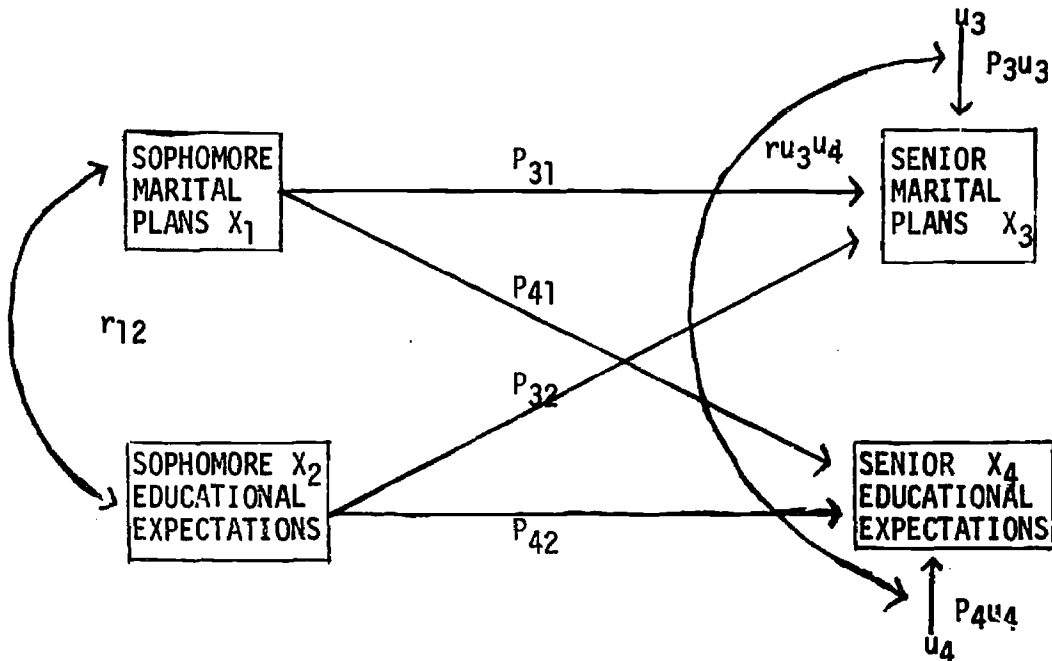 u3
P3u3
SOPHOMORE
MARITAL
PLANS X1
P31
ru3u4
SENIOR
MARITAL
PLANS X3
P41
r12
P32
SOPHOMORE X2
EDUCATIONAL
EXPECTATIONS
P42
SENIOR X4
EDUCATIONAL
EXPECTATIONS
P4u4
u4